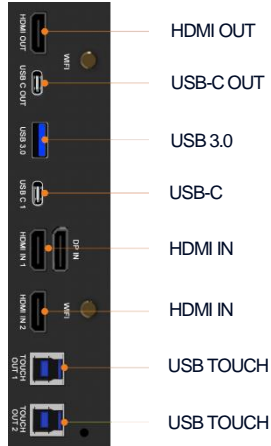 HDMI OUT
WIFI
HDMI OUT
USB-C OUT
USB-C OUT
USB 3.0
USB 3.0
USB C 1
USB-C
HDMI IN 1
DP IN
HDMI IN
HDMI IN 2
WIFI
HDMI IN
TOUCH
OUT 1
USB TOUCH
TOUCH
OUT 2
USB TOUCH